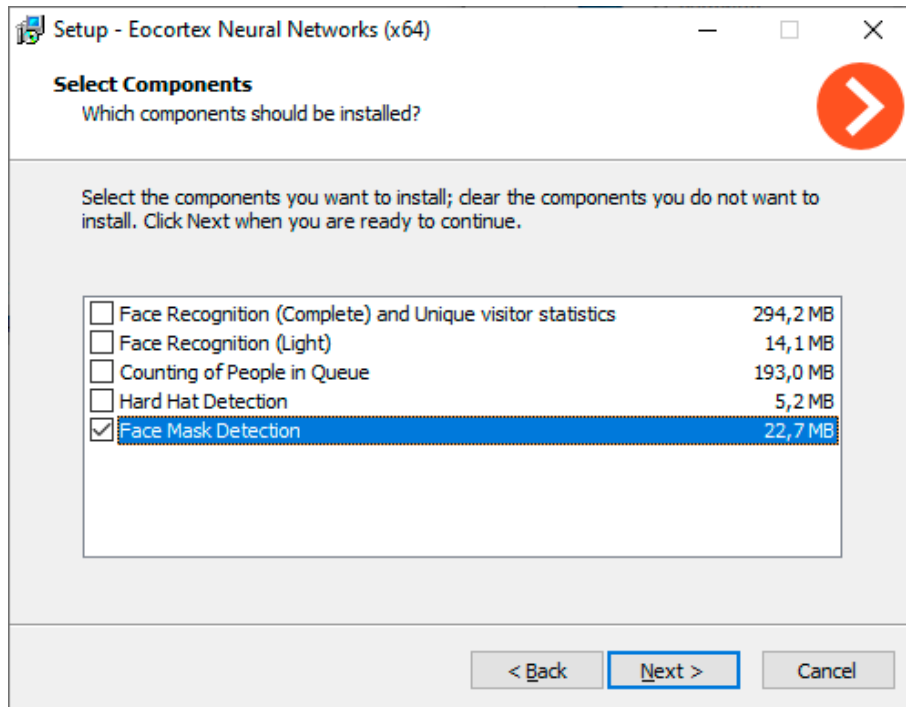 Setup - Eocortex Neural Networks (x64)
Select Components
Which components should be installed?
Select the components you want to install; clear the components you do not want to
install. Click Next when you are ready to continue.
Face Recognition (Complete) and Unique visitor statistics 294,2 MB
Face Recognition (Light) 14,1 MB
Counting of People in Queue 193,0 MB
Hard Hat Detection 5,2 MB
Face Mask Detection 22,7 MB
< Back Next > Cancel